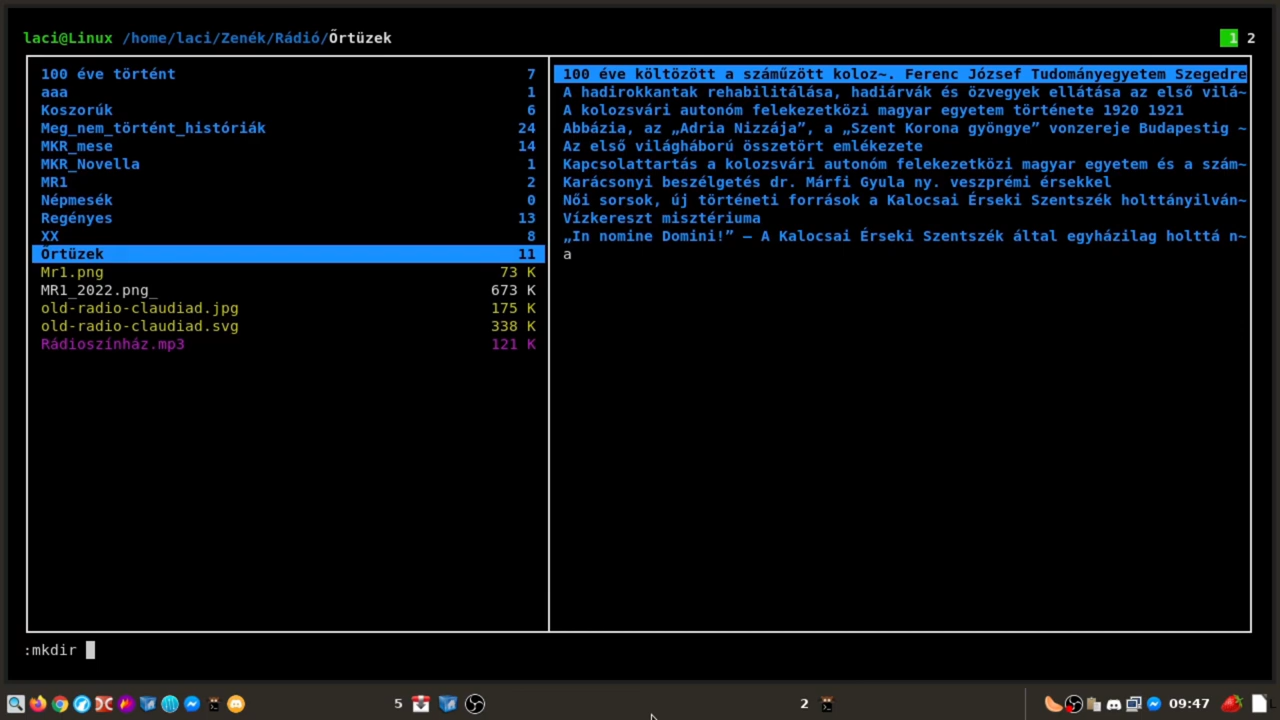 laci@Linux /home/laci/Zenék/Rádió/Őrtüzek 1 2
100 éve történt 7
aaa 1
Koszorúk 6
Meg_nem_történt_históriák 24
MKR_mese 14
MKR_Novella 1
MR1 2
Népmesék 0
Regényes 13
XX 8
Őrtüzek 11
Mr1.png 73 K
MR1_2022.png_ 673 K
old-radio-claudiad.jpg 175 K
old-radio-claudiad.svg 338 K
Rádioszínház.mp3 121 K
100 éve költözött a száműzött koloz~. Ferenc József Tudományegyetem Szegedre
A hadirokkantak rehabilitálása, hadiárvák és özvegyek ellátása az első vilá~
A kolozsvári autonóm felekezetközi magyar egyetem története 1920 1921
Abbázia, az „Adria Nizzája”, a „Szent Korona gyöngye” vonzereje Budapestig ~
Az első világháború összetört emlékezete
Kapcsolattartás a kolozsvári autonóm felekezetközi magyar egyetem és a szám~
Karácsonyi beszélgetés dr. Márfi Gyula ny. veszprémi érsekkel
Női sorsok, új történeti források a Kalocsai Érseki Szentszék holttányilván~
Vízkereszt misztériuma
„In nomine Domini!” – A Kalocsai Érseki Szentszék által egyházilag holttá n~
a
:mkdir
5
2
09:47